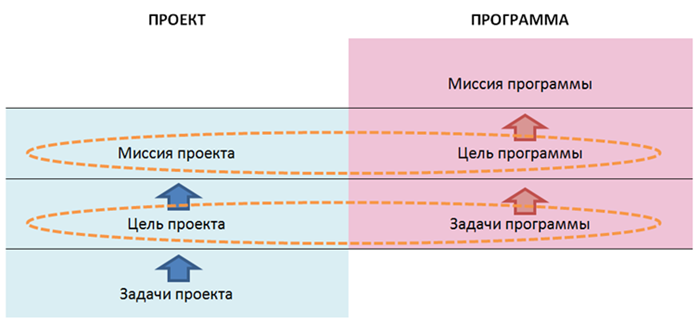 ПРОЕКТ
ПРОГРАММА
Миссия программы
Миссия проекта
Цель программы
Цель проекта
Задачи программы
Задачи проекта